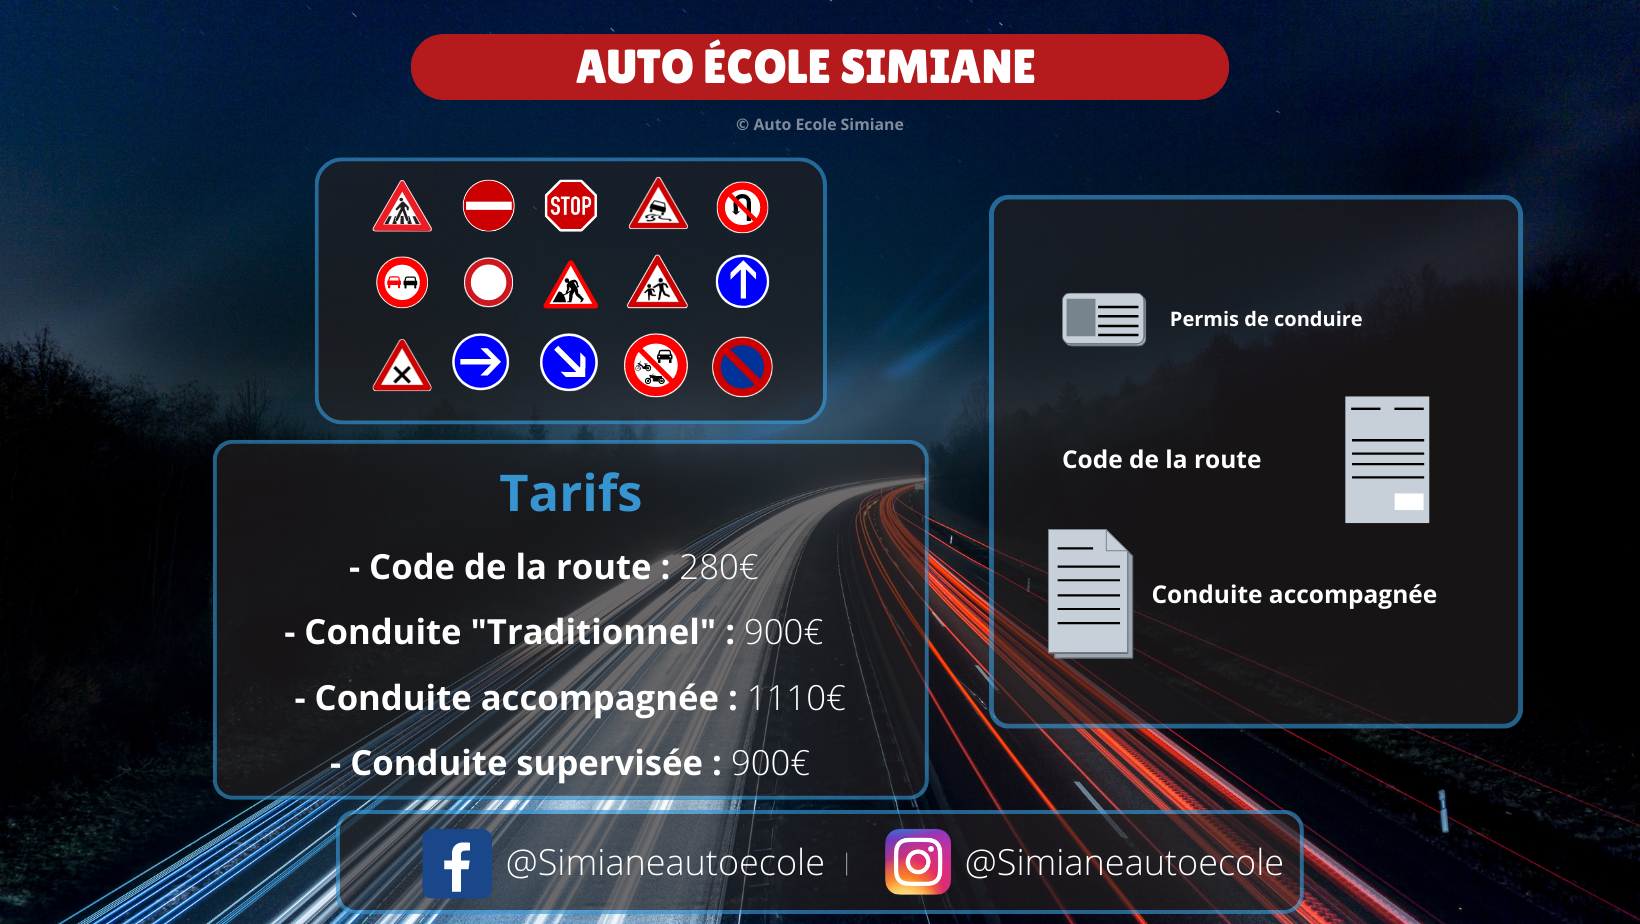 AUTO ÉCOLE SIMIANE
© Auto Ecole Simiane
STOP
Tarifs
- Code de la route : 280€
- Conduite "Traditionnel" : 900€
- Conduite accompagnée : 1110€
- Conduite supervisée : 900€
Permis de conduire
Code de la route
Conduite accompagnée
@Simianeautoecole | @Simianeautoecole